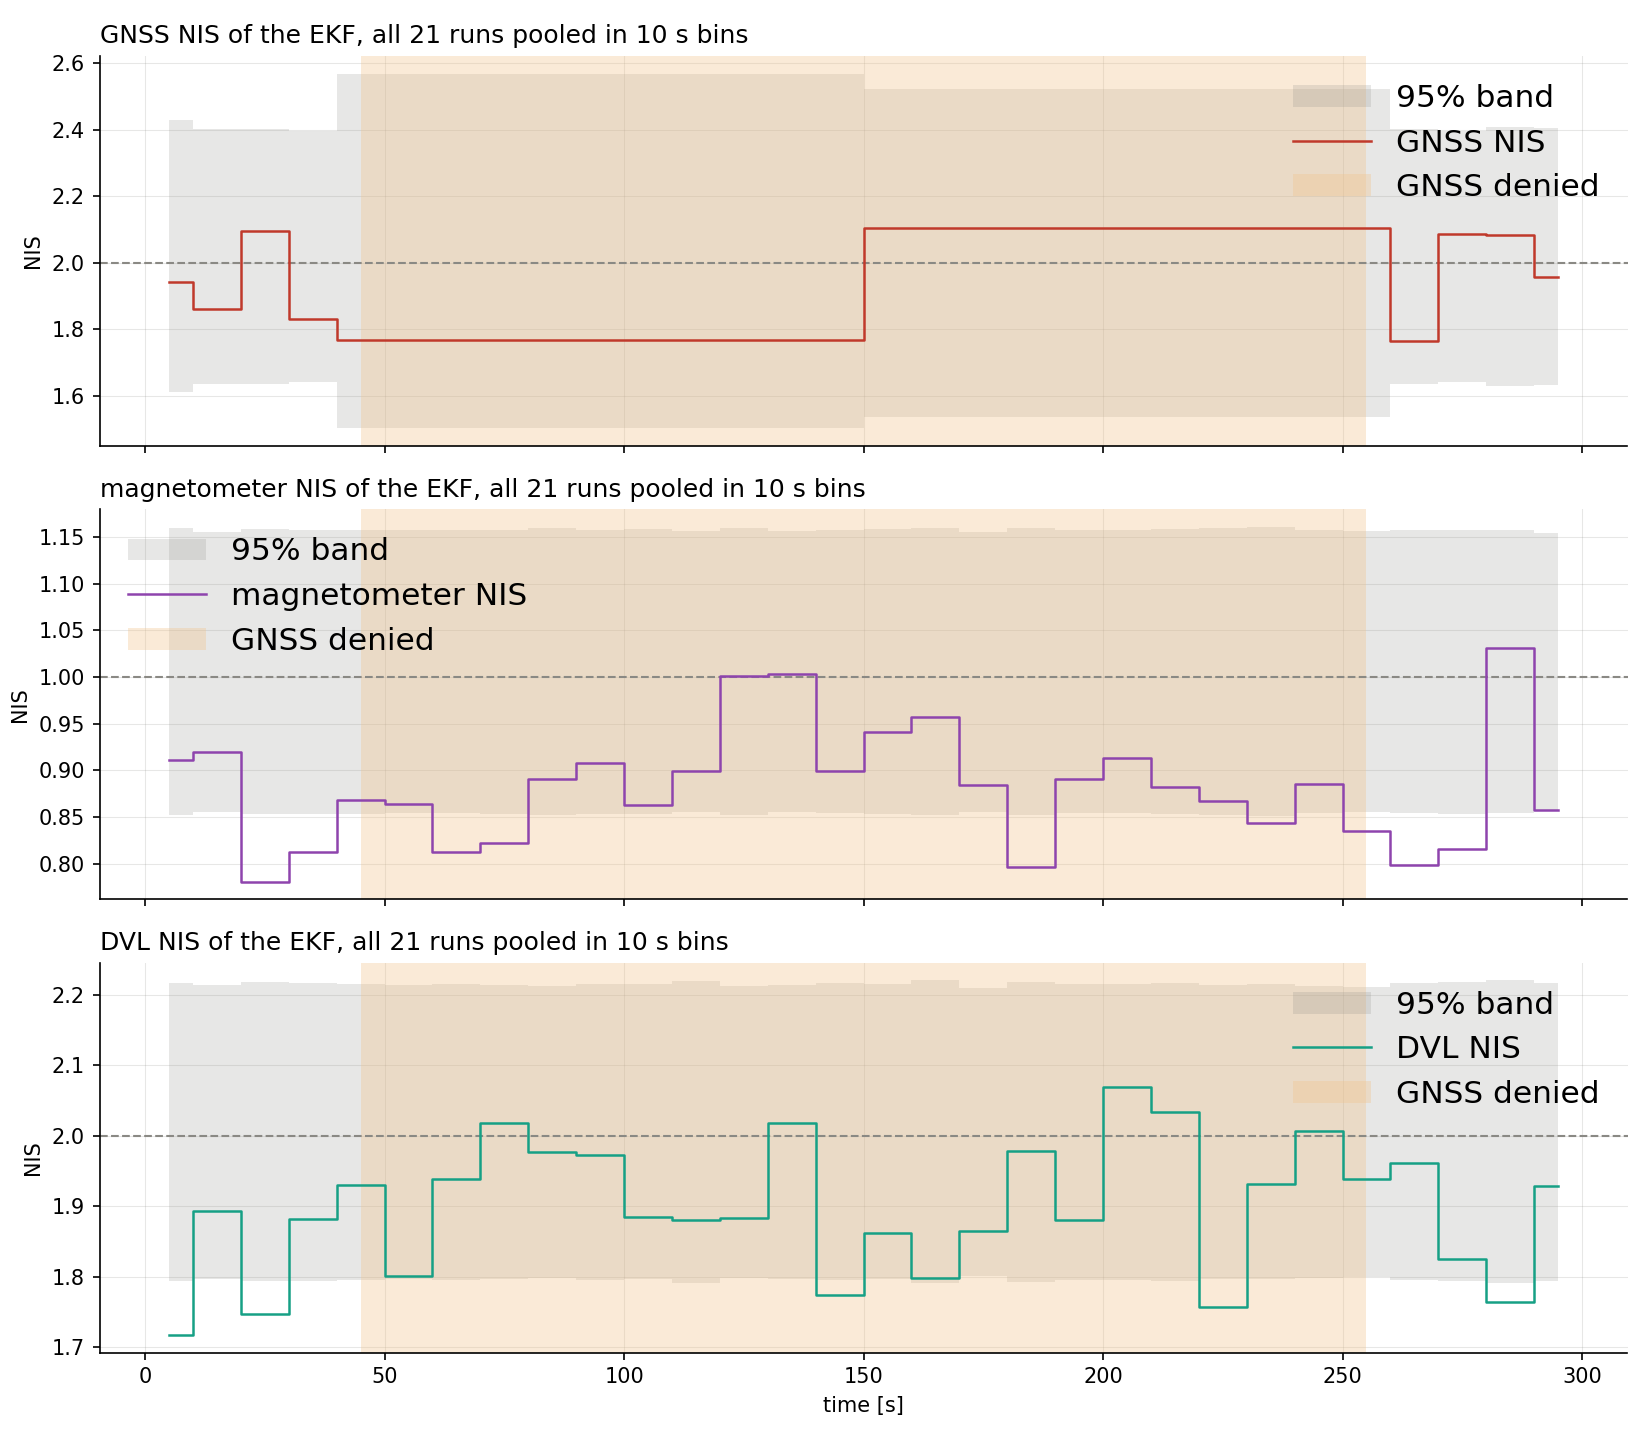 GNSS NIS of the EKF, all 21 runs pooled in 10 s bins
2.6
2.4
2.2
2.0
1.8
1.6
NIS
95% band
GNSS NIS
GNSS denied
magnetometer NIS of the EKF, all 21 runs pooled in 10 s bins
1.15
1.10
1.05
1.00
0.95
0.90
0.85
0.80
NIS
95% band
magnetometer NIS
GNSS denied
DVL NIS of the EKF, all 21 runs pooled in 10 s bins
2.2
2.1
2.0
1.9
1.8
1.7
NIS
95% band
DVL NIS
GNSS denied
0 50 100 150 200 250 300
time [s]